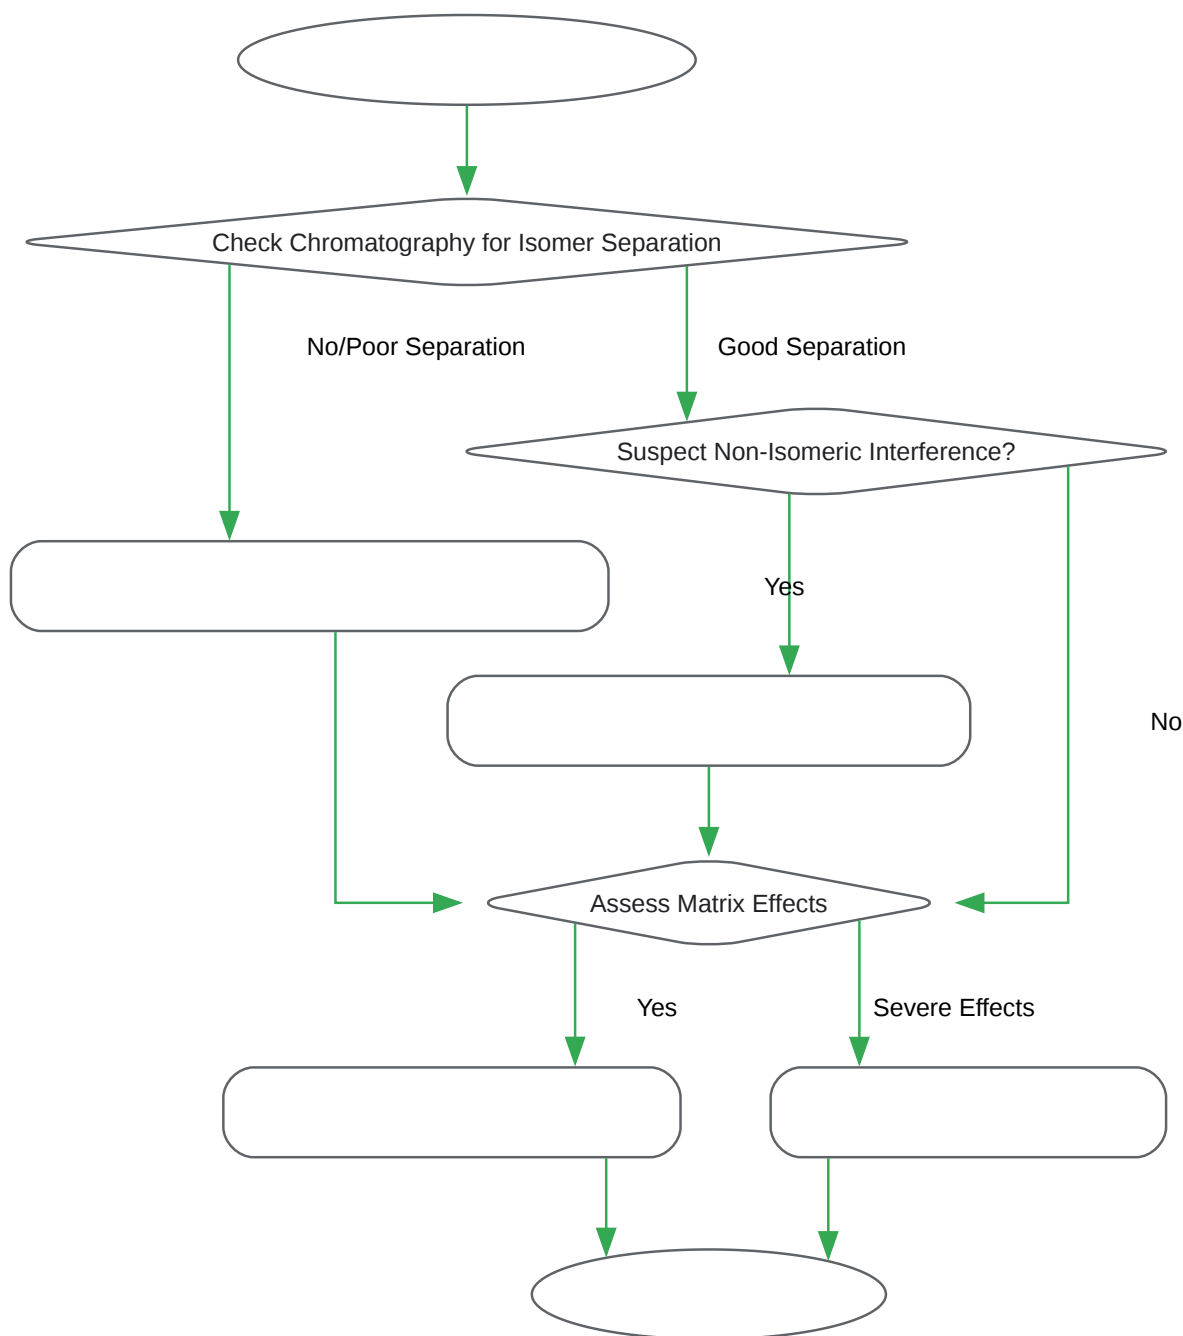 Check Chromatography for Isomer Separation
No/Poor Separation
Good Separation
Suspect Non-Isomeric Interference?
Yes
No
Assess Matrix Effects
Yes
Severe Effects